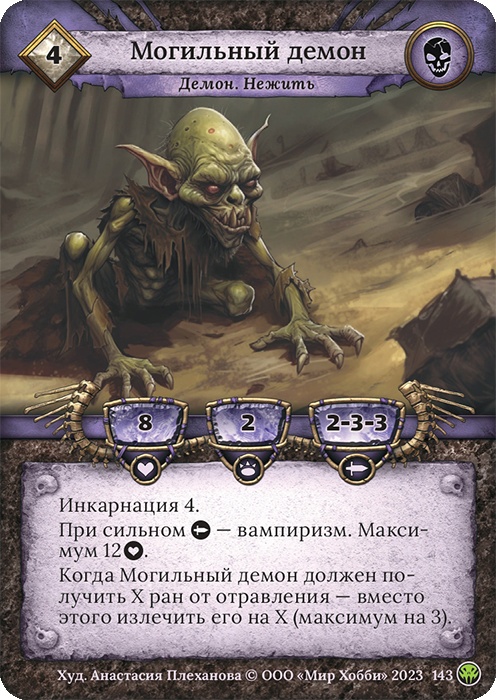 4
Могильный демон
Демон. Нежить
8
2
2-3-3
Инкарнация 4.
При сильном — вампиризм. Макси-
мум 12.
Когда Могильный демон должен по-
лучить X ран от отравления — вместо
этого излечить его на X (максимум на 3).
Худ. Анастасия Плеханова © ООО «Мир Хобби» 2023 143